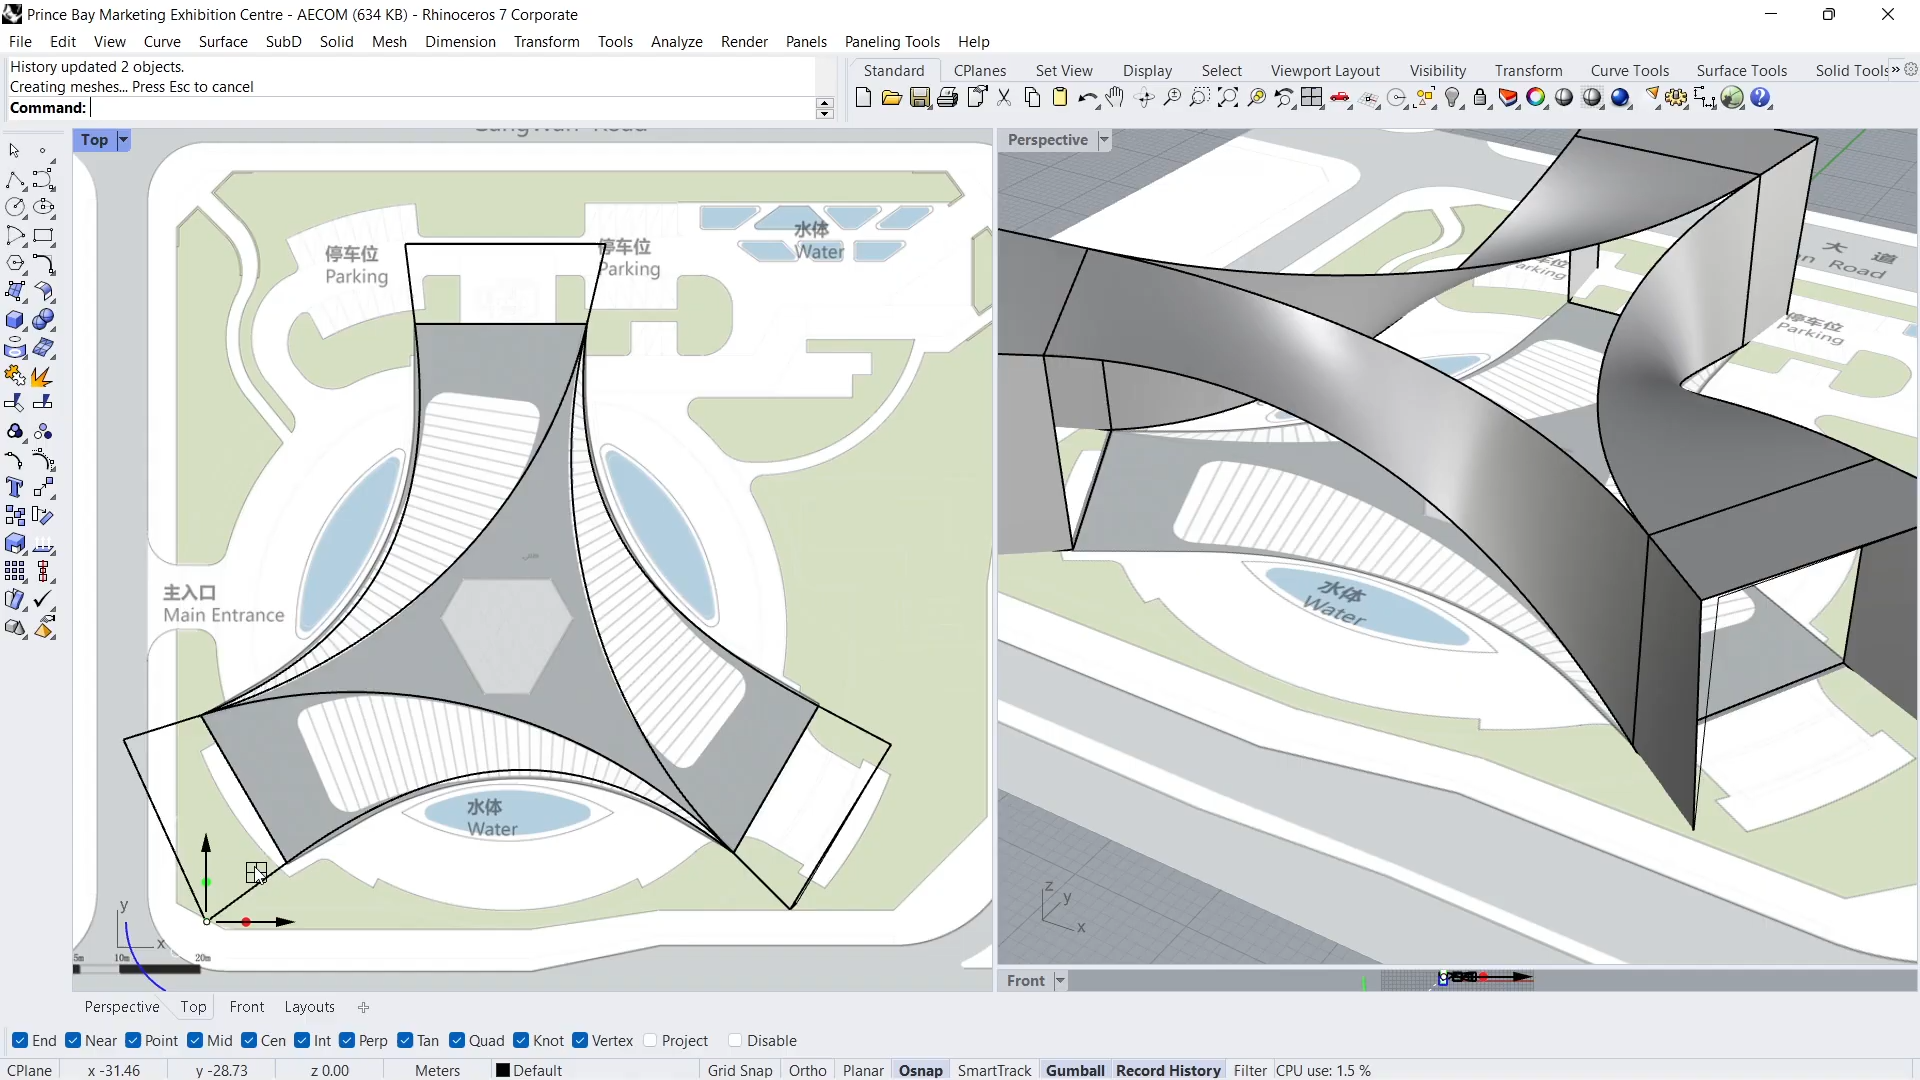 Prince Bay Marketing Exhibition Centre - AECOM (634 KB) - Rhinoceros 7 Corporate
File Edit View Curve Surface SubD Solid Mesh Dimension Transform Tools Analyze Render Panels Paneling Tools Help
History updated 2 objects.
Creating meshes... Press Esc to cancel
Command:
Standard CPlanes Set View Display Select Viewport Layout Visibility Transform Curve Tools Surface Tools Solid Tools »
Top
停车位
Parking
停车位
Parking
水体
Water
主入口
Main Entrance
水体
Water
y
x
5m 10m 20m
Perspective
大 道
Road
Parking
停车位
Parking
水体
Water
z
y
x
Front
Perspective Top Front Layouts
End Near Point Mid Cen Int Perp Tan Quad Knot Vertex Project Disable
CPlane x -31.46 y -28.73 z 0.00 Meters Default Grid Snap Ortho Planar Osnap SmartTrack Gumball Record History Filter CPU use: 1.5 %